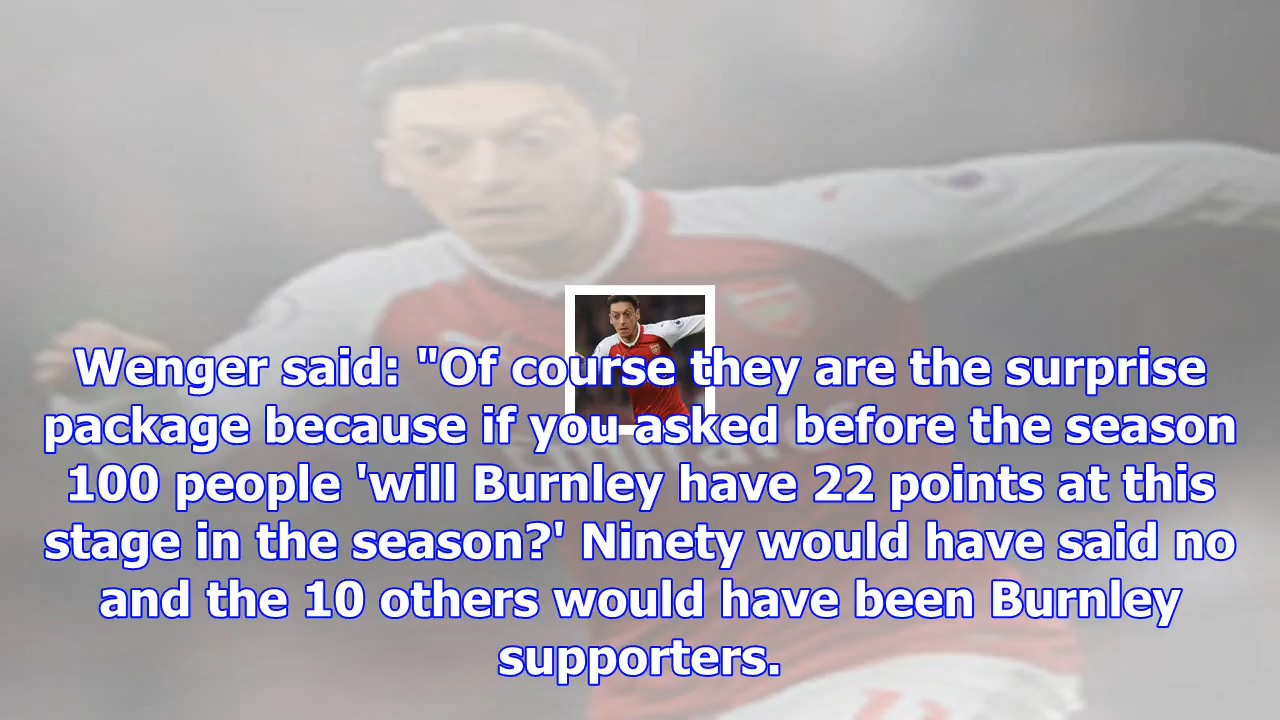 Wenger said: "Of course they are the surprise
package because if you asked before the season
100 people 'will Burnley have 22 points at this
stage in the season?' Ninety would have said no
and the 10 others would have been Burnley
supporters.